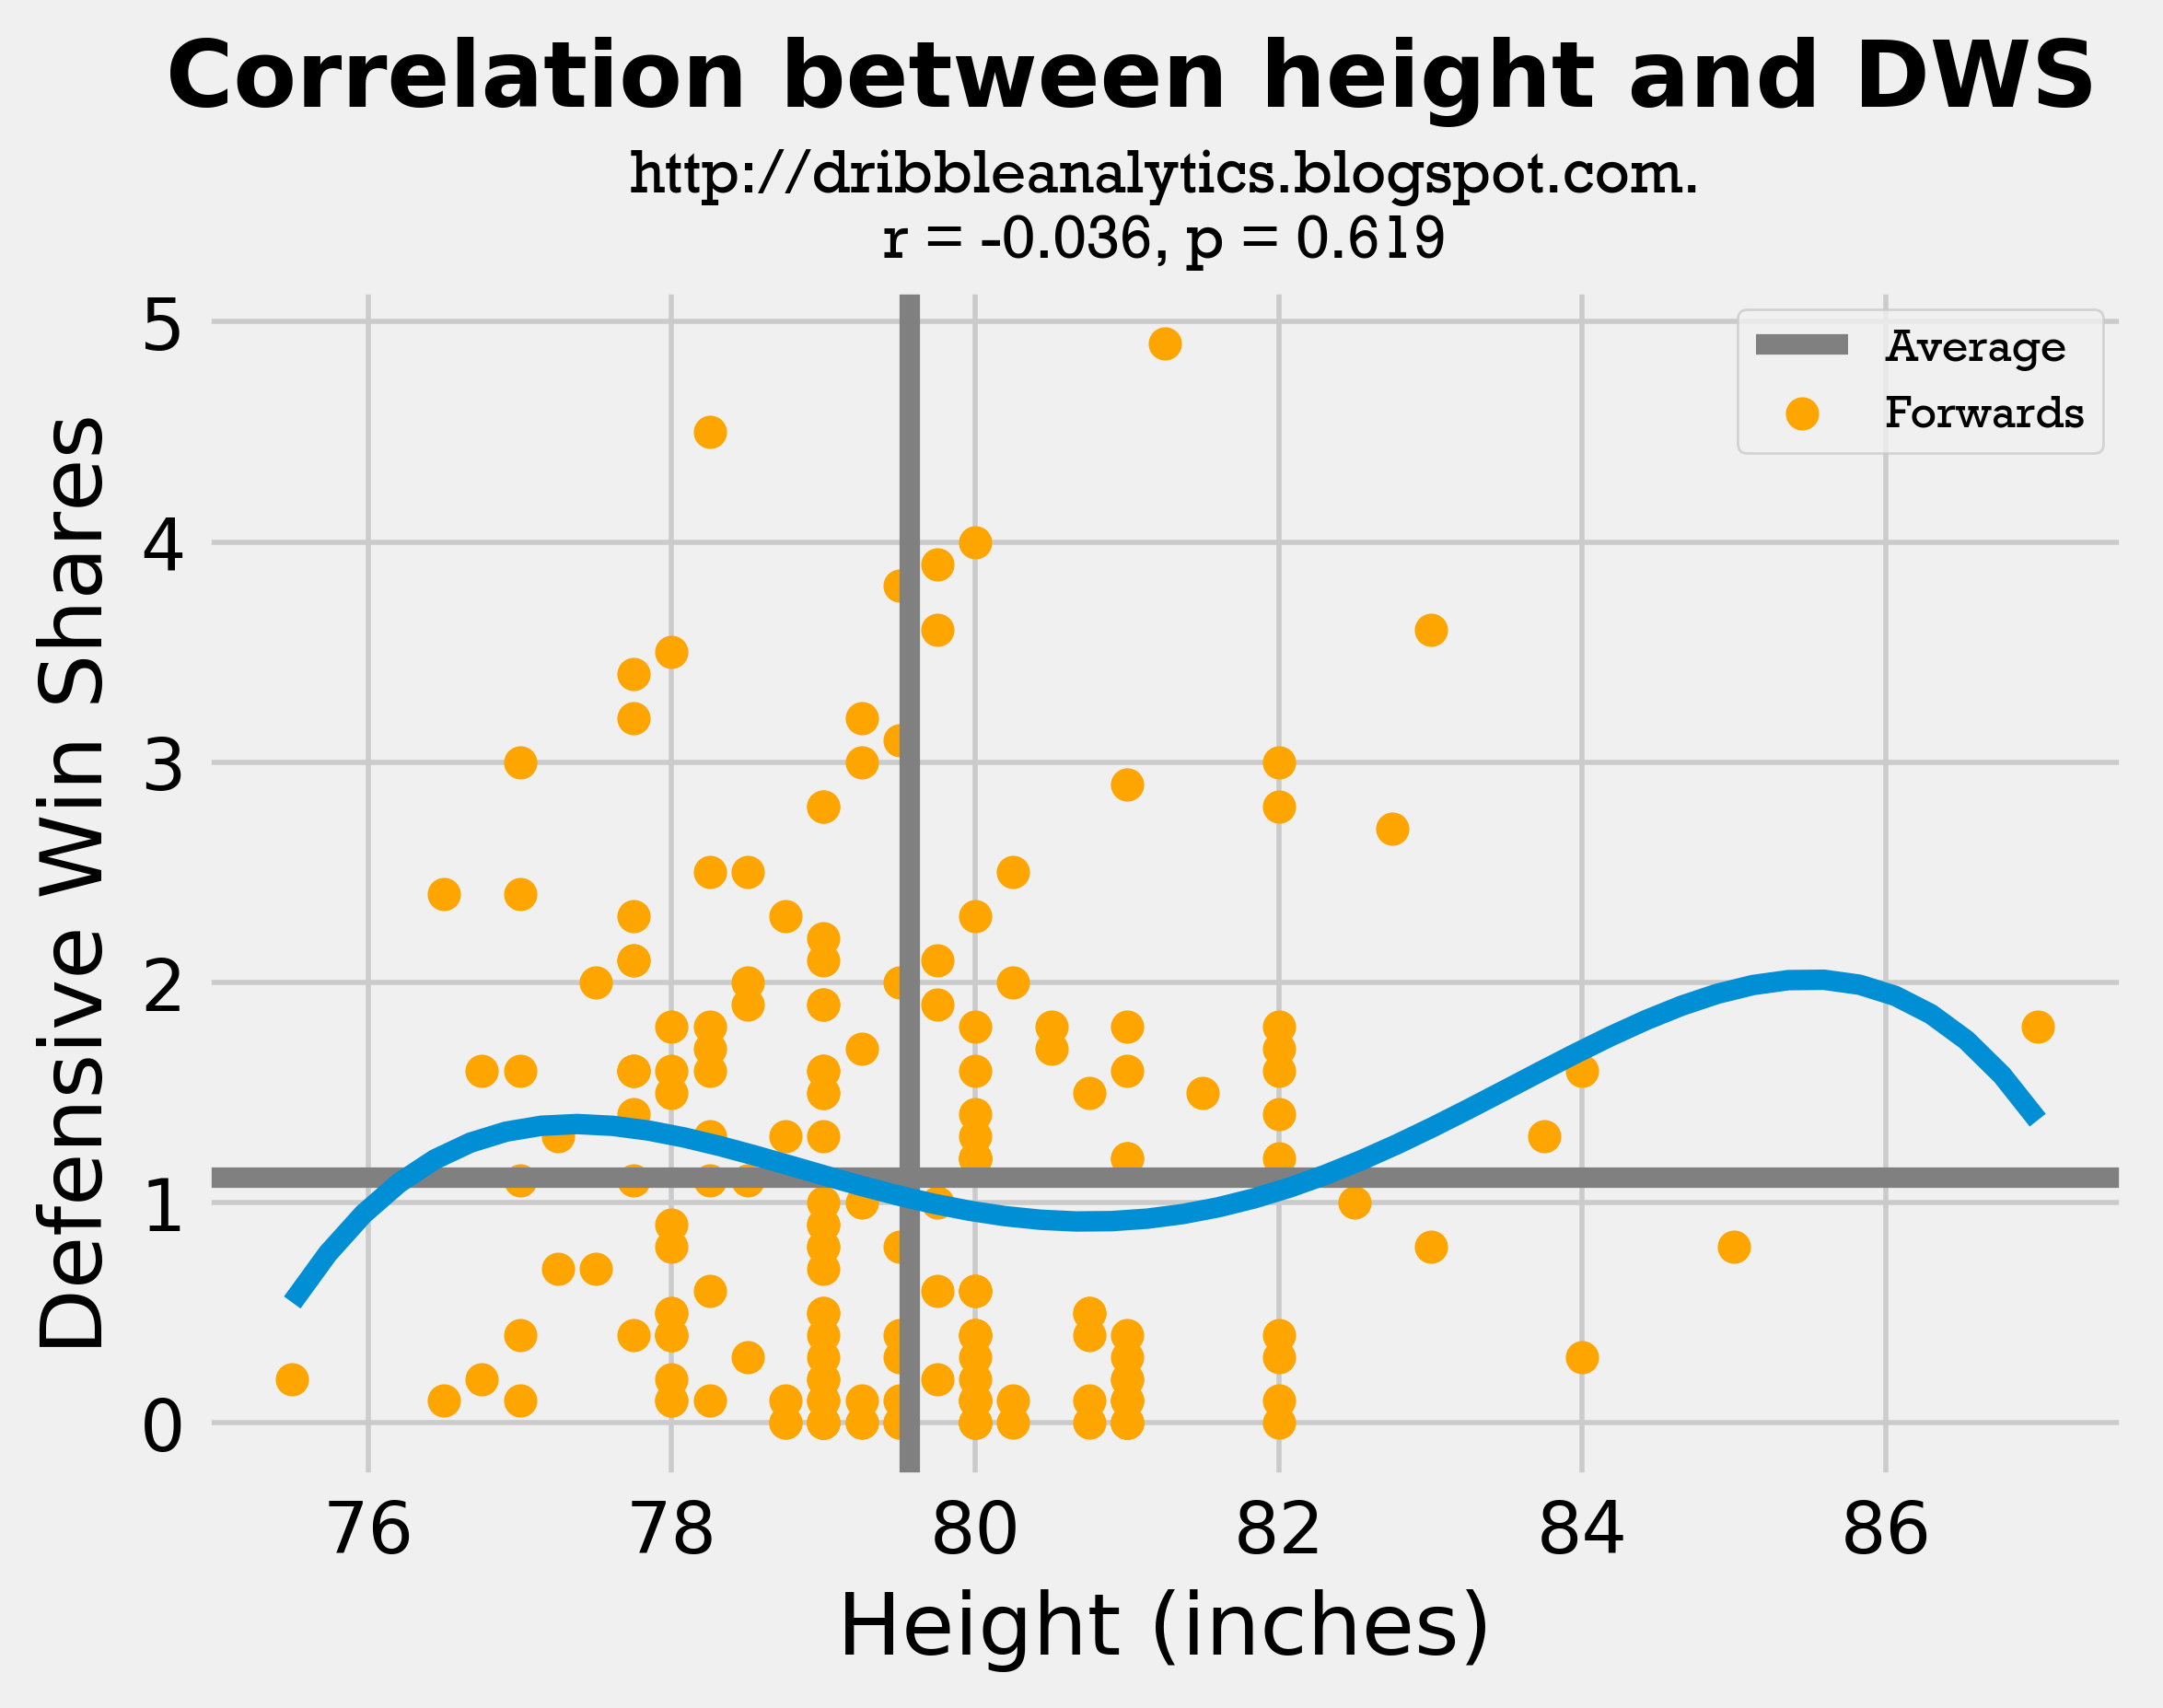 Correlation between height and DWS
http://dribbleanalytics.blogspot.com.
r = -0.036, p = 0.619
Average
Forwards
Defensive Win Shares
5
4
3
2
1
0
76 78 80 82 84 86
Height (inches)